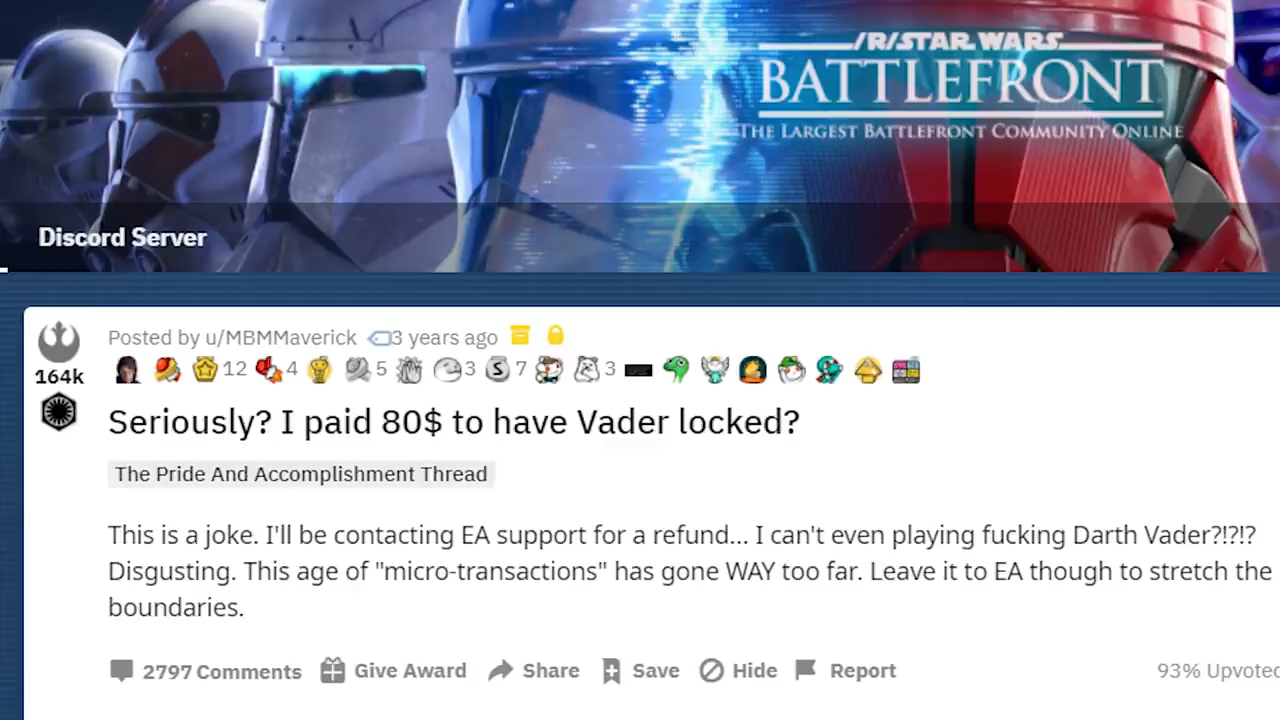 /R/STAR WARS
BATTLEFRONT
THE LARGEST BATTLEFRONT COMMUNITY ONLINE
Discord Server
Posted by u/MBMMaverick 3 years ago
164k
12 4 5 3 S 7 3
Seriously? I paid 80$ to have Vader locked?
The Pride And Accomplishment Thread
This is a joke. I'll be contacting EA support for a refund... I can't even playing fucking Darth Vader?!?!?
Disgusting. This age of "micro-transactions" has gone WAY too far. Leave it to EA though to stretch the
boundaries.
2797 Comments Give Award Share Save Hide Report 93% Upvoted